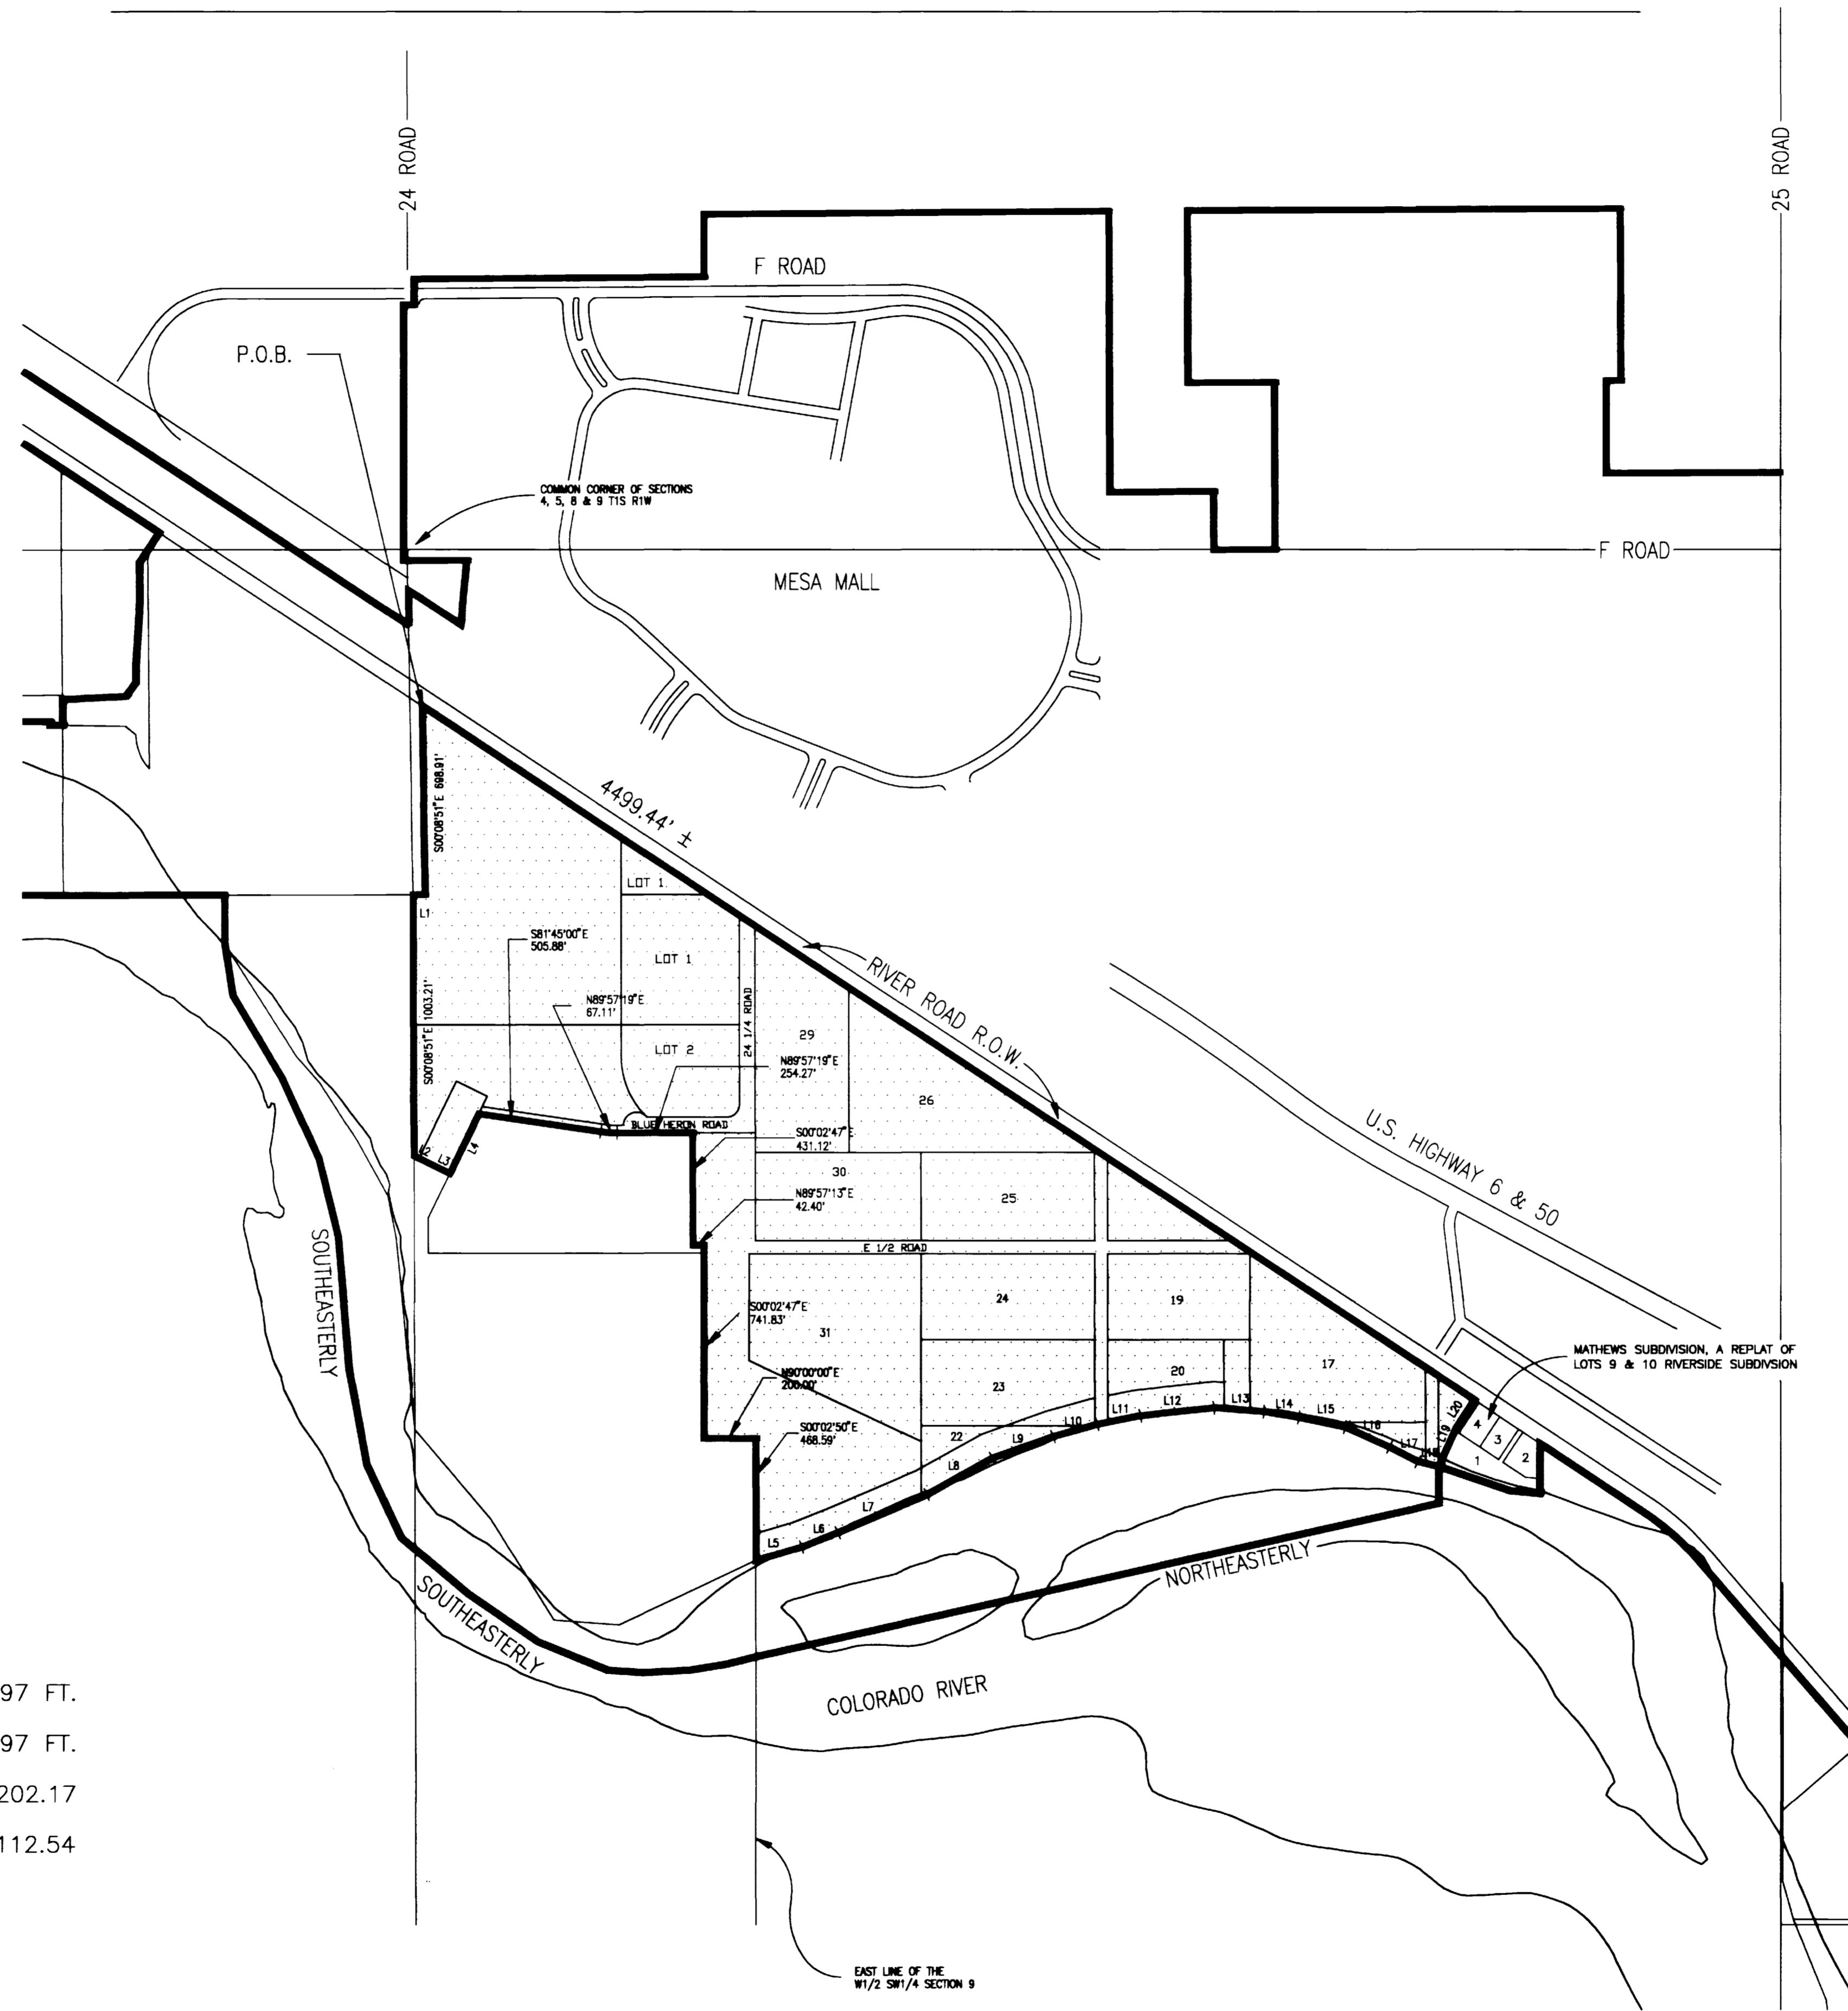 24 ROAD
25 ROAD
F ROAD
P.O.B.
COMMON CORNER OF SECTIONS
4, 5, 8 & 9 T1S R1W
F ROAD
MESA MALL
S00°08'51"E 698.91'
4499.44' ±
LOT 1
L1
S81°45'00"E
505.88'
LOT 1
RIVER ROAD R.O.W.
N89°57'19"E
67.11'
S00°08'51"E 1003.21'
24 1/4 ROAD
29
LOT 2
N89°57'19"E
254.27'
26
U.S. HIGHWAY 6 & 50
BLUE HERON ROAD
S00°02'47"E
431.12'
L2
L3
L4
30
25
N89°57'13"E
42.40'
E 1/2 ROAD
SOUTHEASTERLY
24
19
S00°02'47"E
741.83'
31
MATHEWS SUBDIVISION, A REPLAT OF
LOTS 9 & 10 RIVERSIDE SUBDIVSION
17
20
N90°00'00"E
200.00'
23
L13
L12
L11
L14
L15
L10
L16
L20
L19
4
3
2
1
S00°02'50"E
468.59'
22
L9
L17
L18
L8
L7
L6
L5
NORTHEASTERLY
SOUTHEASTERLY
COLORADO RIVER
97 FT.
97 FT.
202.17
112.54
EAST LINE OF THE
W1/2 SW1/4 SECTION 9